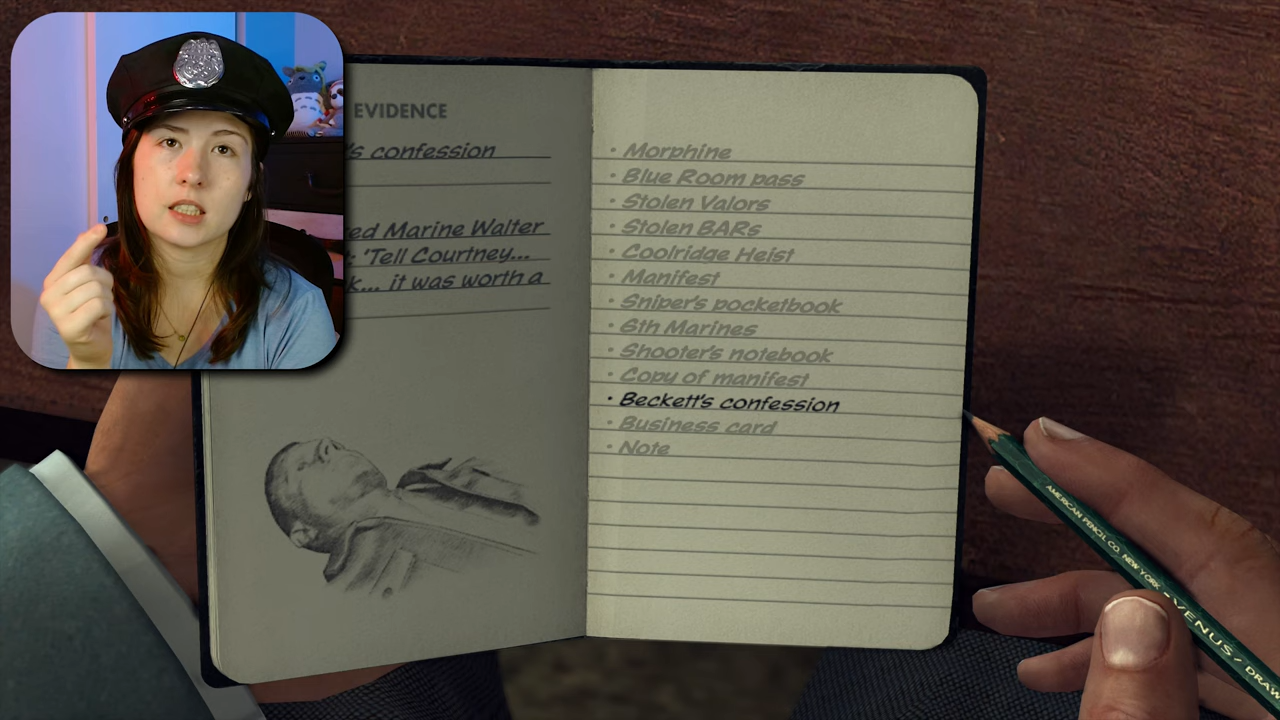 EVIDENCE
's confession
ed Marine Walter
: 'Tell Courtney...
k... it was worth a
• Morphine
• Blue Room pass
• Stolen Valors
• Stolen BARs
• Coolridge Heist
• Manifest
• Sniper's pocketbook
• 6th Marines
• Shooter's notebook
• Copy of manifest
• Beckett's confession
• Business card
• Note
AMERICAN PENCIL CO. NEW YORK VENUS / DRAW